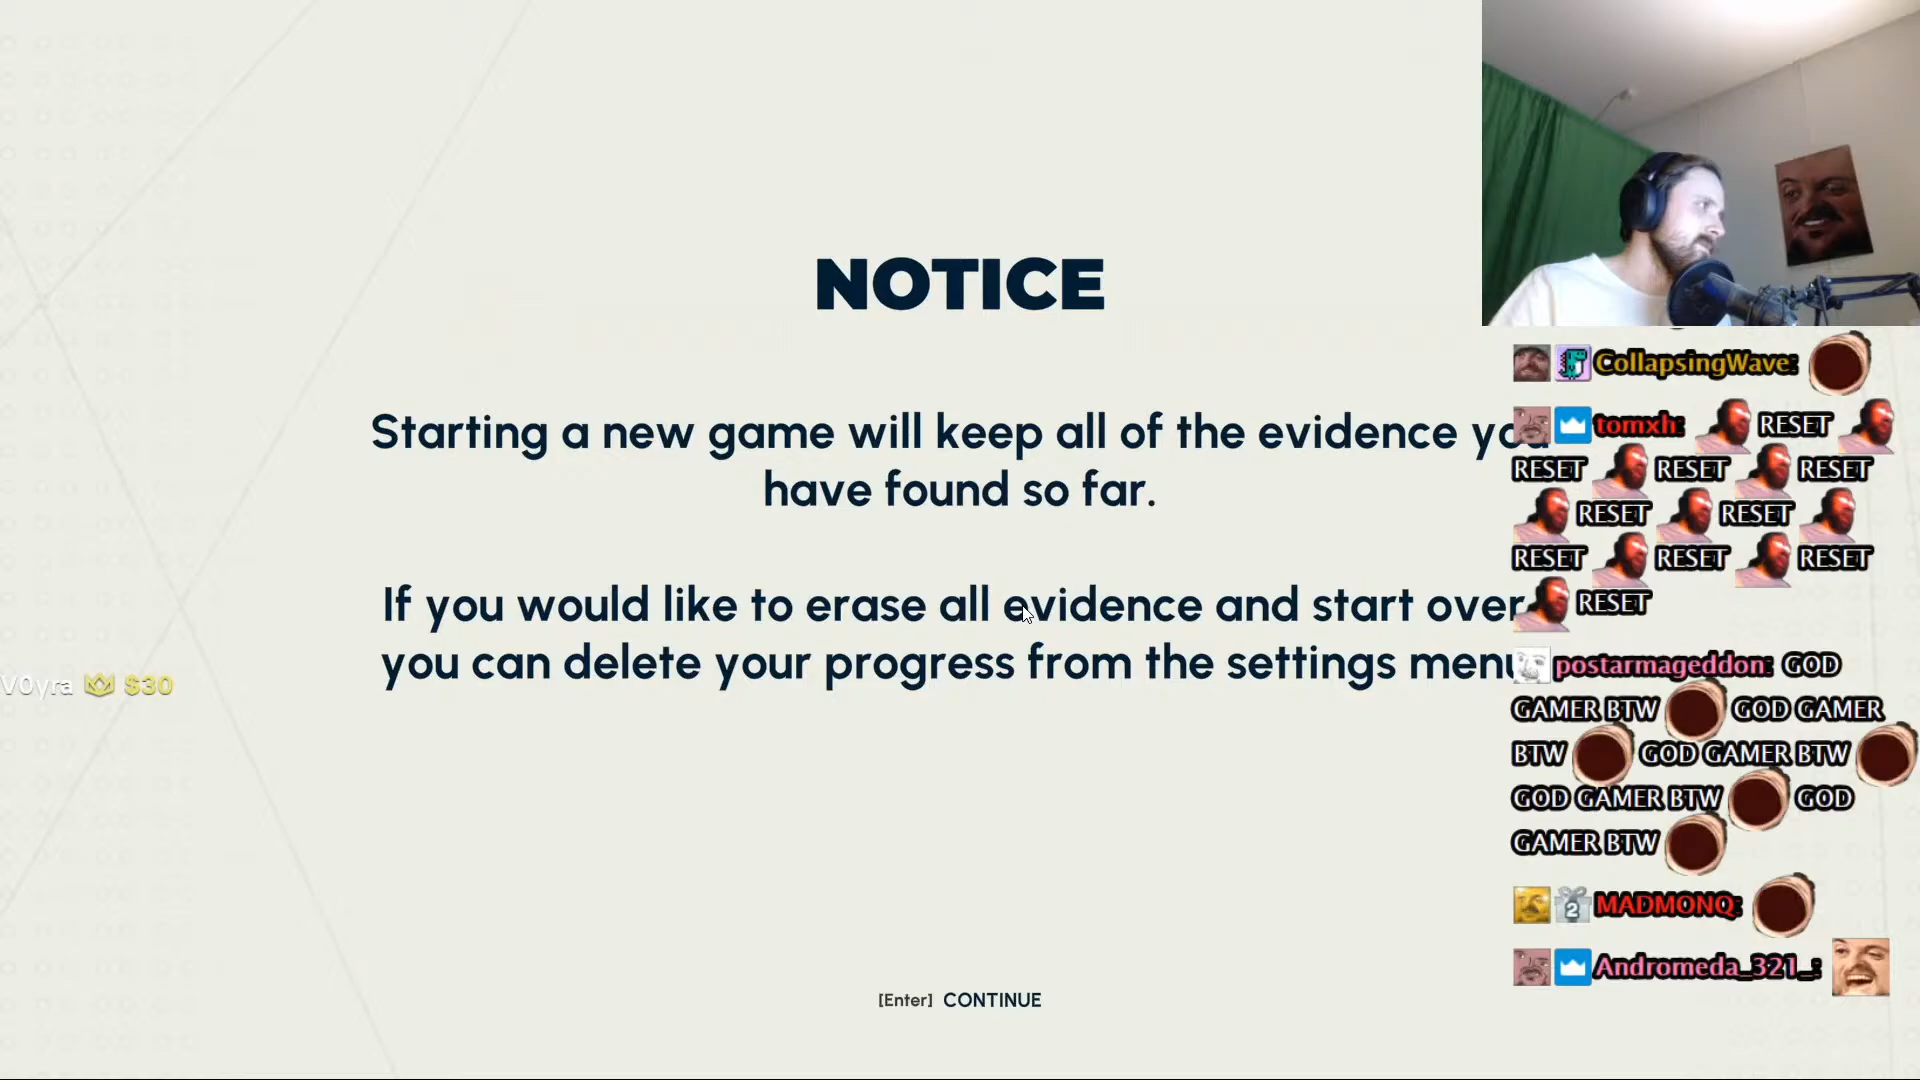 NOTICE
Starting a new game will keep all of the evidence you
have found so far.
If you would like to erase all evidence and start over
you can delete your progress from the settings menu
[Enter] CONTINUE
V0yra $30
CollapsingWave:
tomxh: RESET
RESET RESET RESET
RESET RESET
RESET RESET RESET
RESET
postarmageddon: GOD
GAMER BTW GOD GAMER
BTW GOD GAMER BTW
GOD GAMER BTW GOD
GAMER BTW
2 MADMONQ:
Andromeda_321_: